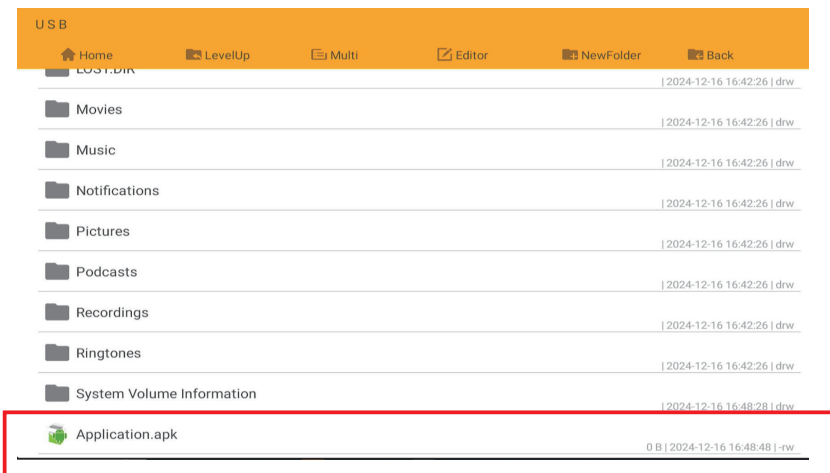 USB
Home LevelUp Multi Editor NewFolder Back
LOST.DIR
| 2024-12-16 16:42:26 | drw
Movies
| 2024-12-16 16:42:26 | drw
Music
| 2024-12-16 16:42:26 | drw
Notifications
| 2024-12-16 16:42:26 | drw
Pictures
| 2024-12-16 16:42:26 | drw
Podcasts
| 2024-12-16 16:42:26 | drw
Recordings
| 2024-12-16 16:42:26 | drw
Ringtones
| 2024-12-16 16:42:26 | drw
System Volume Information
| 2024-12-16 16:48:28 | drw
Application.apk
0 B | 2024-12-16 16:48:48 | -rw